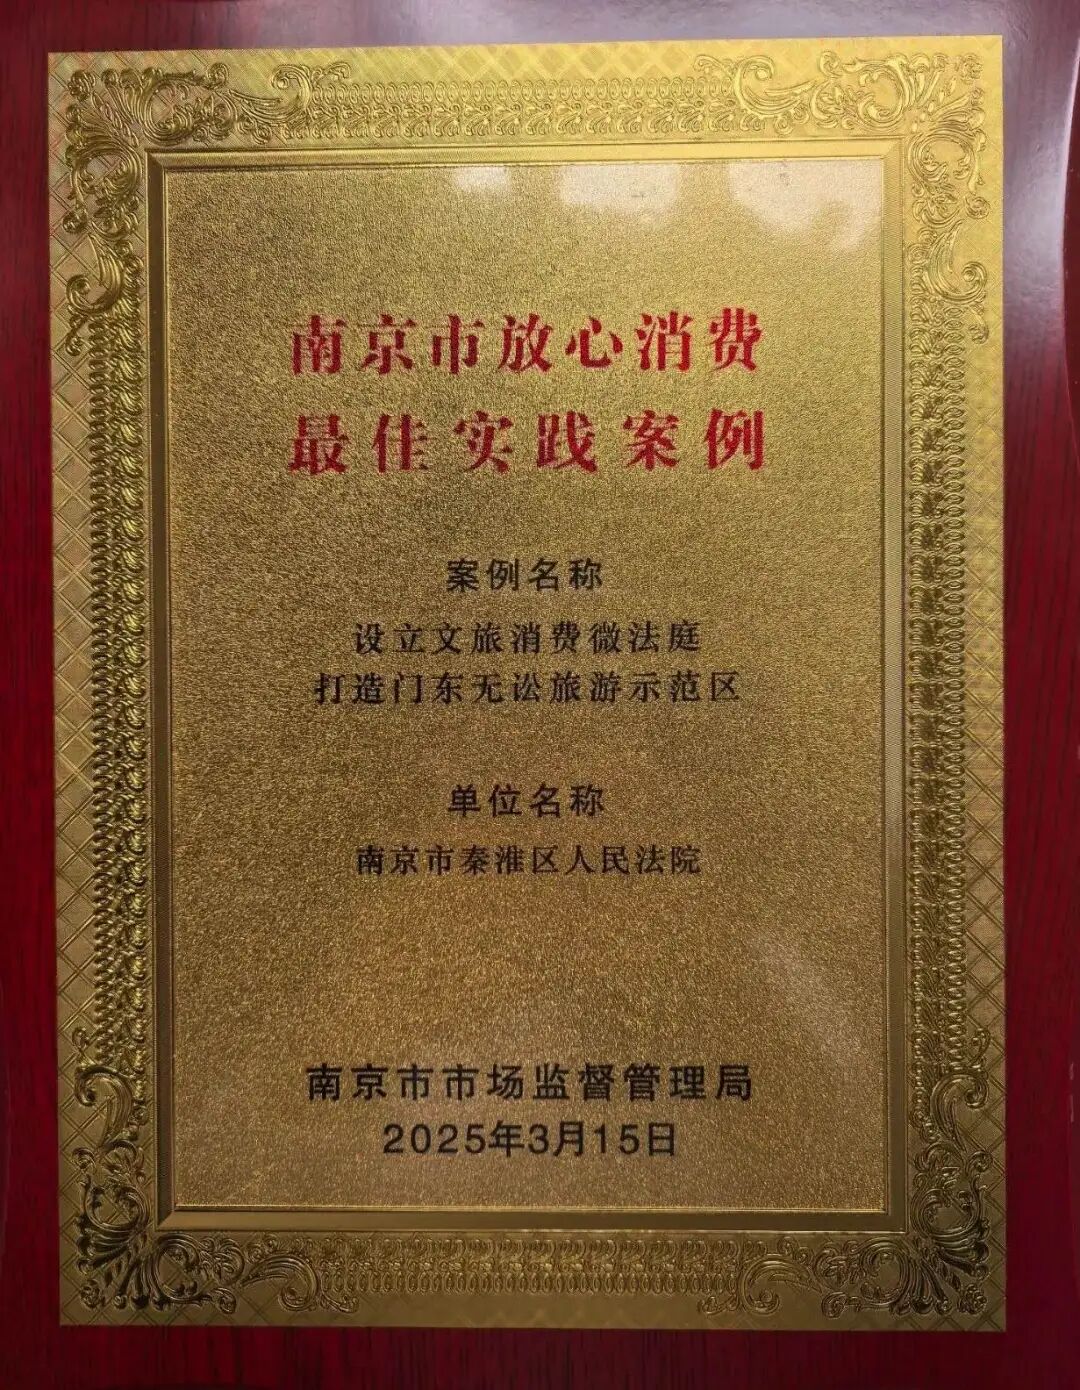 南京市放心消费
最佳实践案例
案例名称
设立文旅消费微法庭
打造门东无讼旅游示范区
单位名称
南京市秦淮区人民法院
南京市市场监督管理局
2025年3月15日